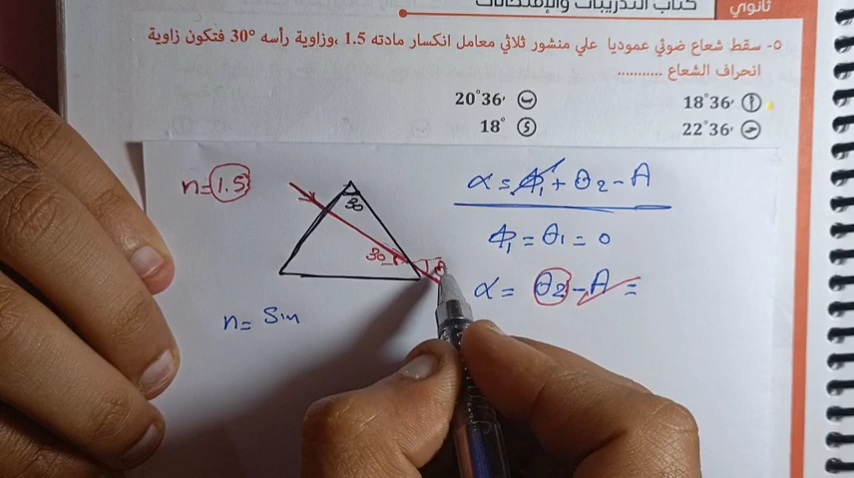 ثانوي
كتاب التدريبات والإمتحانات
٥- سقط شعاع ضوئي عموديا علي منشور ثلاثي معامل انكسار مادته 1.5 ،وزاوية رأسه 30° فتكون زاوية
انحراف الشعاع ...........
أ 18°36′
ب 20°36′
ج 22°36′
د 18°
n=1.5
30
30
α = Φ₁ + θ₂ - A
Φ₁ = θ₁ = 0
α = θ₂ - A =
n= Sin